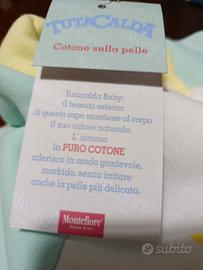 TUTACALDA
Cotone sulla pelle
Tutacalda Baby:
il tessuto esterno
di questo capo mantiene al corpo
il suo calore naturale.
L' interno
in PURO COTONE
aderisce in modo gradevole,
morbido, senza irritare
anche la pelle più delicata.
Montefiore
subito